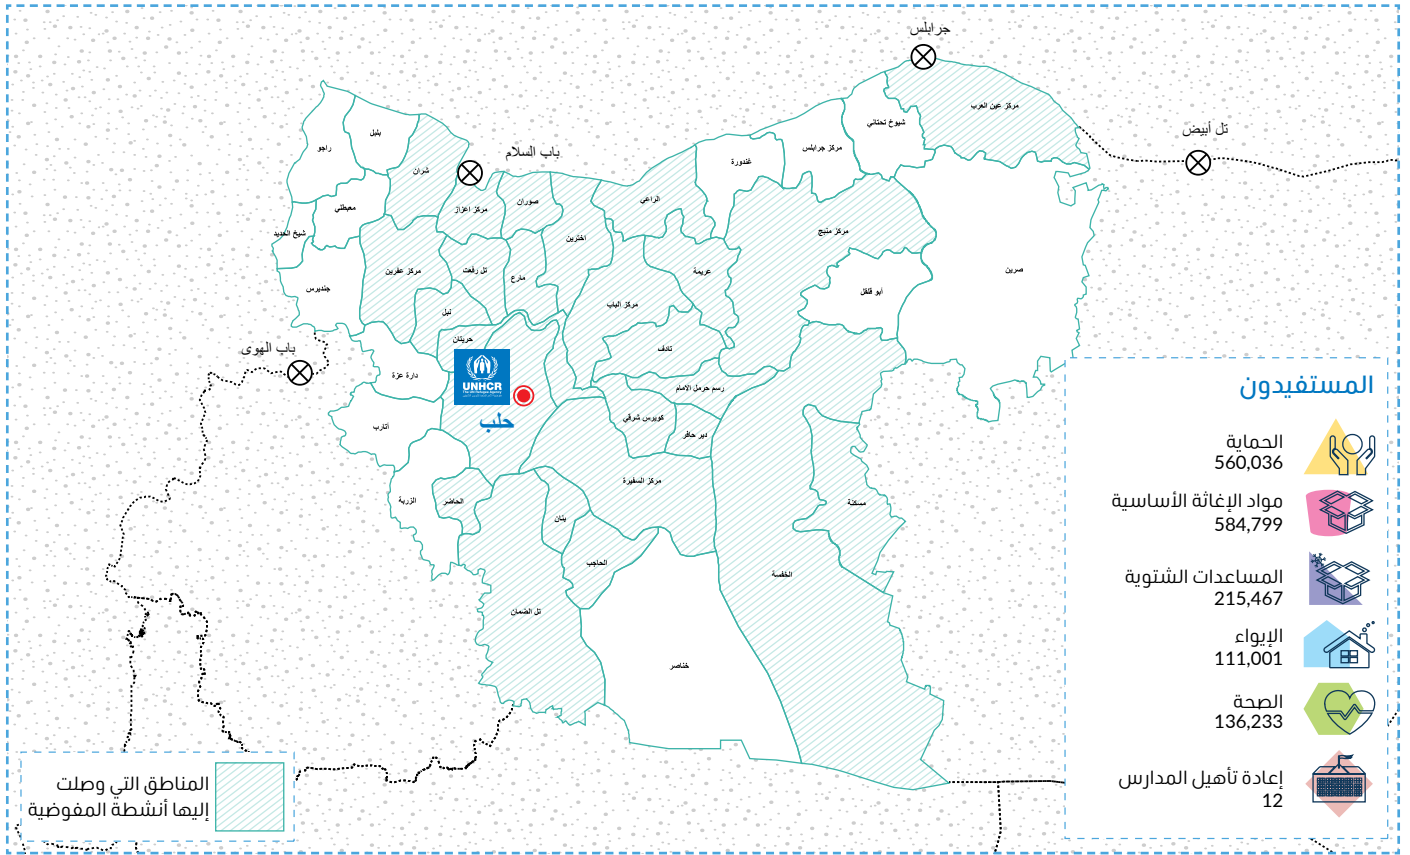 جرابلس
مركز عين العرب
شيوخ تحتاني
تل أبيض
بلبل
راجو
باب السلام
مركز جرابلس
غندورة
شران
الراعي
صوران
مركز اعزاز
معبطلي
شيخ الحديد
اخترين
مركز منبج
صرين
مركز عفرين
تل رفعت
مارع
عريمة
جنديرس
أبو قلقل
نبل
مركز الباب
حريتان
تادف
باب الهوى
دارة عزة
UNHCR
حلب
رسم حرمل الإمام
كويرس شرقي
دير حافر
أتارب
مركز السفيرة
الزربة
الحاضر
مسكنة
بنان
الحاجب
الخفسة
تل الضمان
خناصر
المستفيدون
الحماية
560,036
مواد الإغاثة الأساسية
584,799
المساعدات الشتوية
215,467
الإيواء
111,001
الصحة
136,233
إعادة تأهيل المدارس
12
المناطق التي وصلت
إليها أنشطة المفوضية